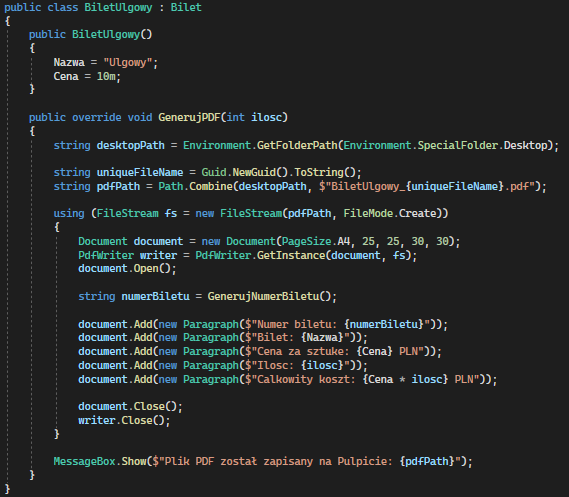 public class BiletUlgowy : Bilet
{
    public BiletUlgowy()
    {
        Nazwa = "Ulgowy";
        Cena = 10m;
    }

    public override void GenerujPDF(int ilosc)
    {
        string desktopPath = Environment.GetFolderPath(Environment.SpecialFolder.Desktop);

        string uniqueFileName = Guid.NewGuid().ToString();
        string pdfPath = Path.Combine(desktopPath, $"BiletUlgowy_{uniqueFileName}.pdf");

        using (FileStream fs = new FileStream(pdfPath, FileMode.Create))
        {
            Document document = new Document(PageSize.A4, 25, 25, 30, 30);
            PdfWriter writer = PdfWriter.GetInstance(document, fs);
            document.Open();

            string numerBiletu = GenerujNumerBiletu();

            document.Add(new Paragraph($"Numer biletu: {numerBiletu}"));
            document.Add(new Paragraph($"Bilet: {Nazwa}"));
            document.Add(new Paragraph($"Cena za sztuke: {Cena} PLN"));
            document.Add(new Paragraph($"Ilosc: {ilosc}"));
            document.Add(new Paragraph($"Calkowity koszt: {Cena * ilosc} PLN"));

            document.Close();
            writer.Close();
        }

        MessageBox.Show($"Plik PDF został zapisany na Pulpicie: {pdfPath}");
    }
}